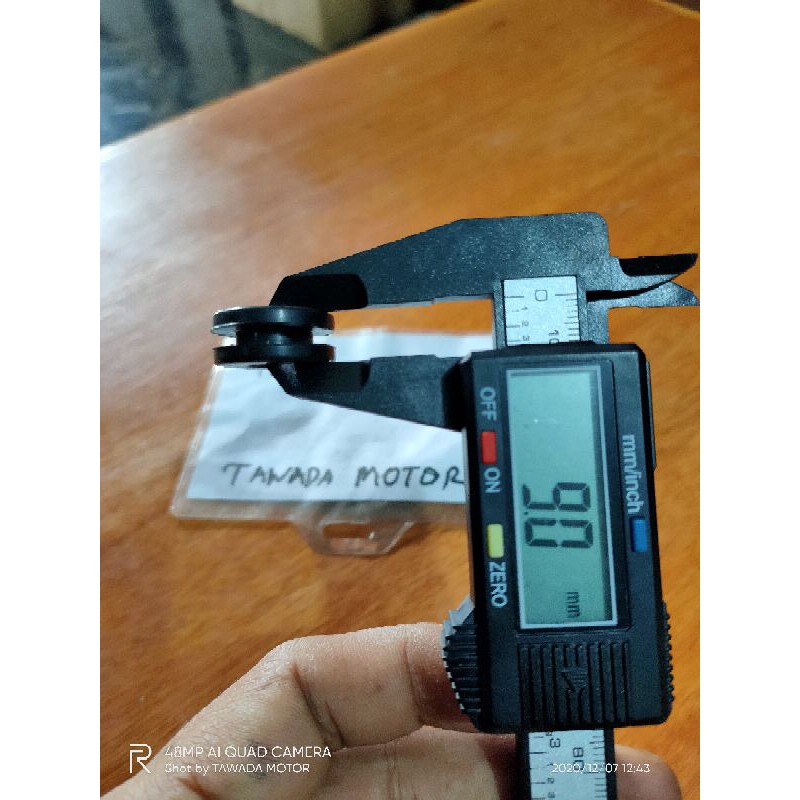 TAWADA MOTOR
OFF
ON
ZERO
mm/inch
9.0
mm
48MP AI QUAD CAMERA
Shot by TAWADA MOTOR
2020/12/07 12:43